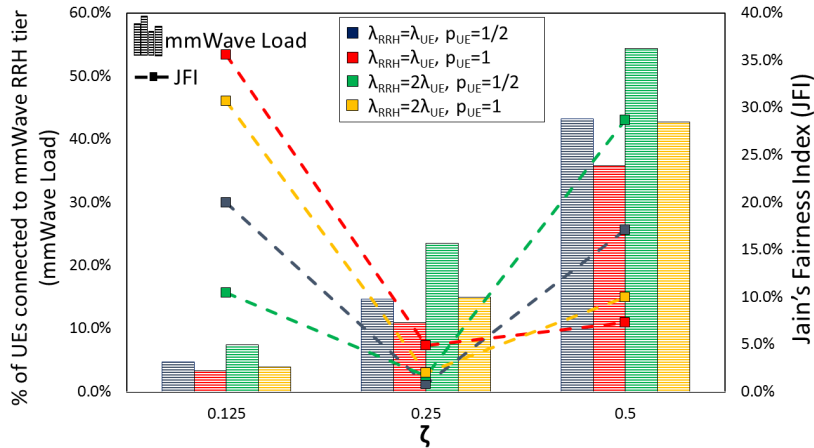 % of UEs connected to mmWave RRH tier
(mmWave Load)
60.0%
50.0%
40.0%
30.0%
20.0%
10.0%
0.0%
mmWave Load
JFI
λRRH=λUE, pUE=1/2
λRRH=λUE, pUE=1
λRRH=2λUE, pUE=1/2
λRRH=2λUE, pUE=1
40.0%
35.0%
30.0%
25.0%
20.0%
15.0%
10.0%
5.0%
0.0%
Jain's Fairness Index (JFI)
0.125
0.25
0.5
ζ